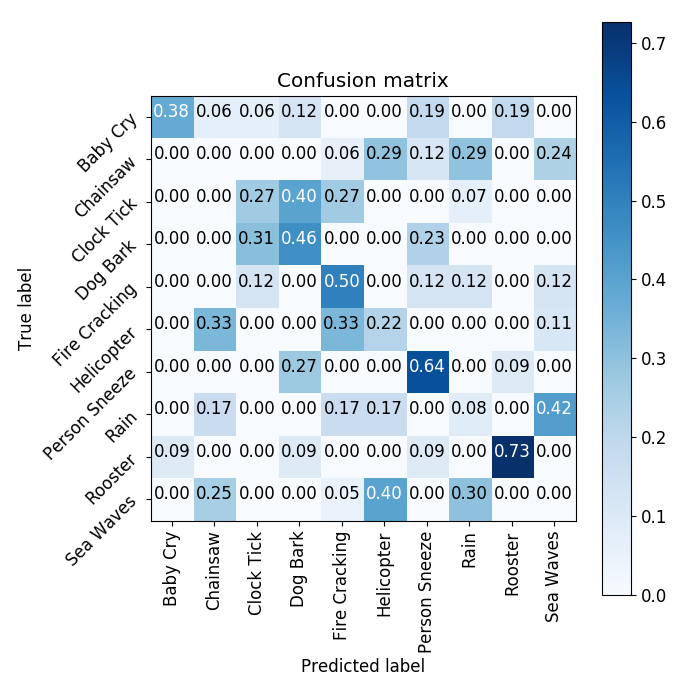 Confusion matrix
Baby Cry 0.38 0.06 0.06 0.12 0.00 0.00 0.19 0.00 0.19 0.00
Chainsaw 0.00 0.00 0.00 0.00 0.06 0.29 0.12 0.29 0.00 0.24
Clock Tick 0.00 0.00 0.27 0.40 0.27 0.00 0.00 0.07 0.00 0.00
Dog Bark 0.00 0.00 0.31 0.46 0.00 0.00 0.23 0.00 0.00 0.00
Fire Cracking 0.00 0.00 0.12 0.00 0.50 0.00 0.12 0.12 0.00 0.12
Helicopter 0.00 0.33 0.00 0.00 0.33 0.22 0.00 0.00 0.00 0.11
Person Sneeze 0.00 0.00 0.00 0.27 0.00 0.00 0.64 0.00 0.09 0.00
Rain 0.00 0.17 0.00 0.00 0.17 0.17 0.00 0.08 0.00 0.42
Rooster 0.09 0.00 0.00 0.09 0.00 0.00 0.09 0.00 0.73 0.00
Sea Waves 0.00 0.25 0.00 0.00 0.05 0.40 0.00 0.30 0.00 0.00
True label
Baby Cry
Chainsaw
Clock Tick
Dog Bark
Fire Cracking
Helicopter
Person Sneeze
Rain
Rooster
Sea Waves
Predicted label
0.7
0.6
0.5
0.4
0.3
0.2
0.1
0.0